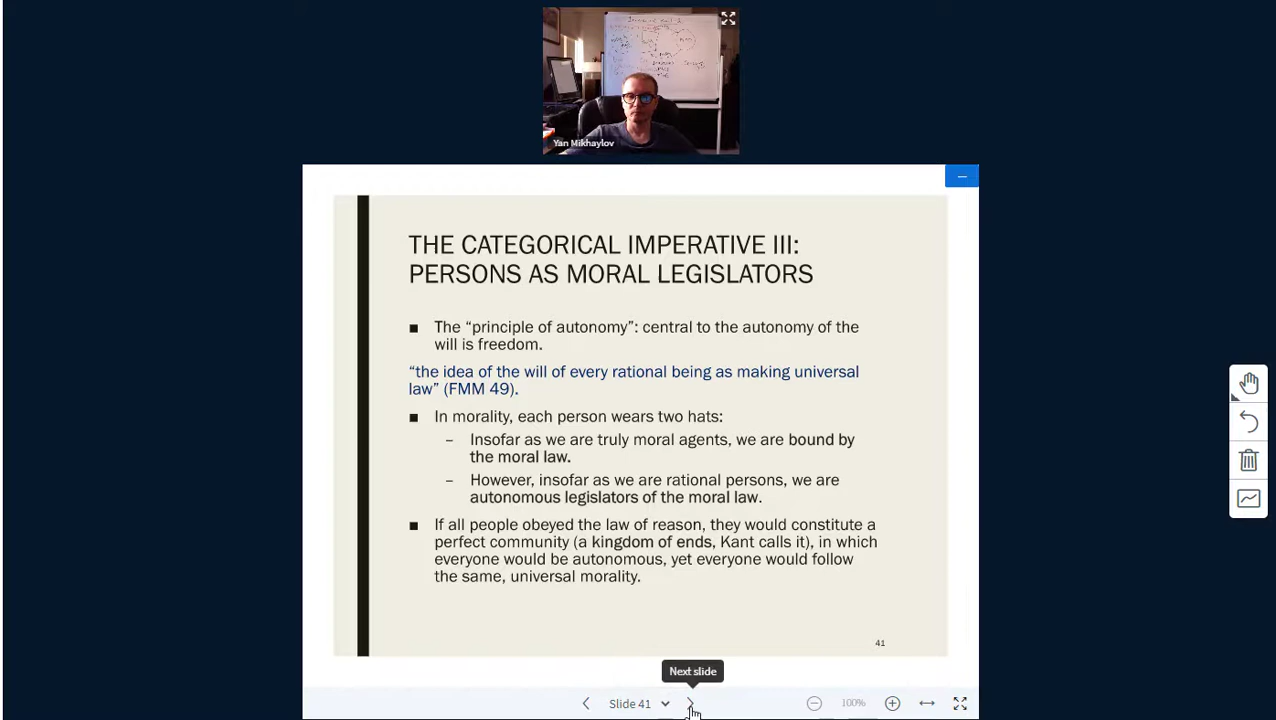 Yan Mikhaylov
THE CATEGORICAL IMPERATIVE III:
PERSONS AS MORAL LEGISLATORS
■ The “principle of autonomy”: central to the autonomy of the
will is freedom.
“the idea of the will of every rational being as making universal
law” (FMM 49).
■ In morality, each person wears two hats:
– Insofar as we are truly moral agents, we are bound by
the moral law.
– However, insofar as we are rational persons, we are
autonomous legislators of the moral law.
■ If all people obeyed the law of reason, they would constitute a
perfect community (a kingdom of ends, Kant calls it), in which
everyone would be autonomous, yet everyone would follow
the same, universal morality.
41
Next slide
Slide 41
100%